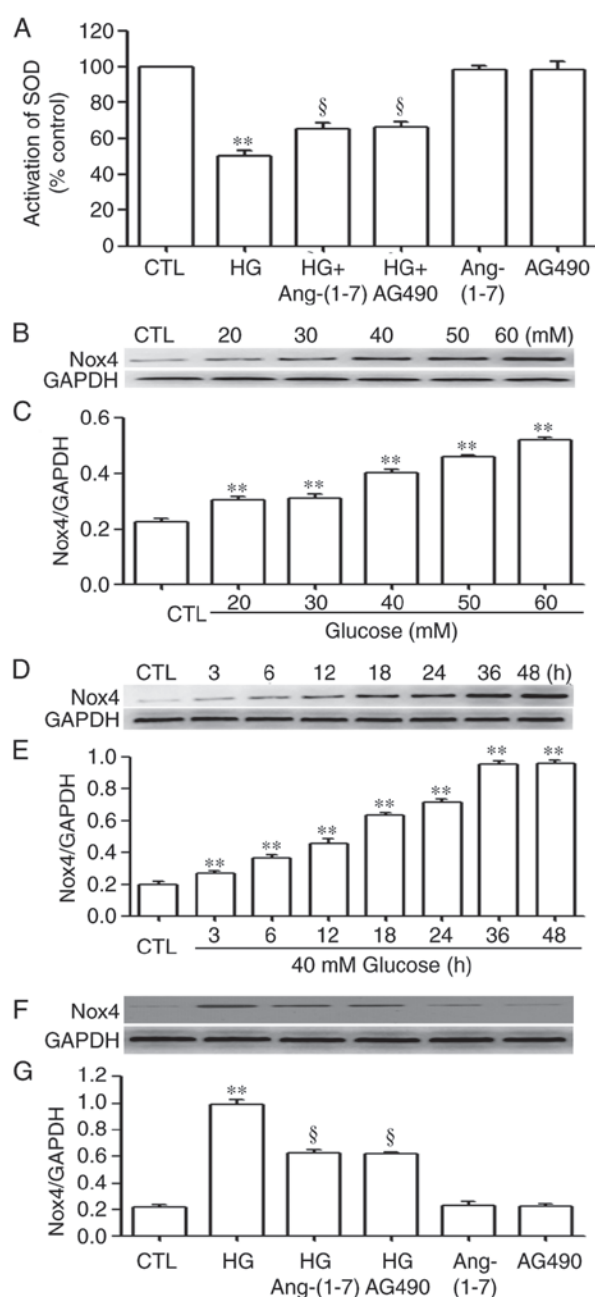 A
Activation of SOD
(% control)
120
100
80
60
40
20
0
**
§
§
CTL
HG
HG+
Ang-(1-7)
HG+
AG490
Ang-
(1-7)
AG490
B
CTL 20 30 40 50 60 (mM)
Nox4
GAPDH
C
Nox4/GAPDH
0.6
0.4
0.2
0.0
** ** ** ** **
CTL 20 30 40 50 60
Glucose (mM)
D
CTL 3 6 12 18 24 36 48 (h)
Nox4
GAPDH
E
Nox4/GAPDH
1.0
0.8
0.6
0.4
0.2
0.0
** ** ** ** ** ** **
CTL 3 6 12 18 24 36 48
40 mM Glucose (h)
F
Nox4
GAPDH
G
Nox4/GAPDH
1.2
1.0
0.8
0.6
0.4
0.2
0.0
**
§
§
CTL
HG
HG
Ang-(1-7)
HG
AG490
Ang-
(1-7)
AG490